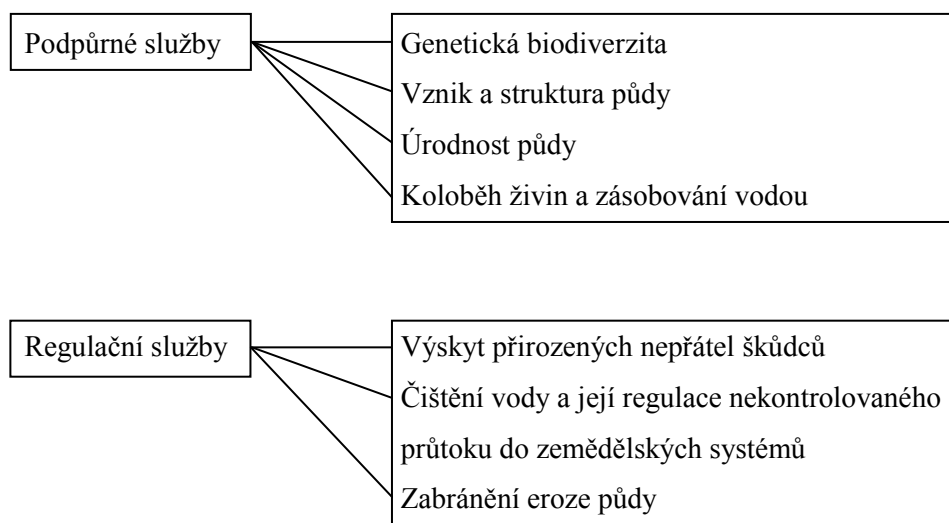 Podpůrné služby
Genetická biodiverzita
Vznik a struktura půdy
Úrodnost půdy
Koloběh živin a zásobování vodou
Regulační služby
Výskyt přirozených nepřátel škůdců
Čištění vody a její regulace nekontrolovaného
průtoku do zemědělských systémů
Zabránění eroze půdy